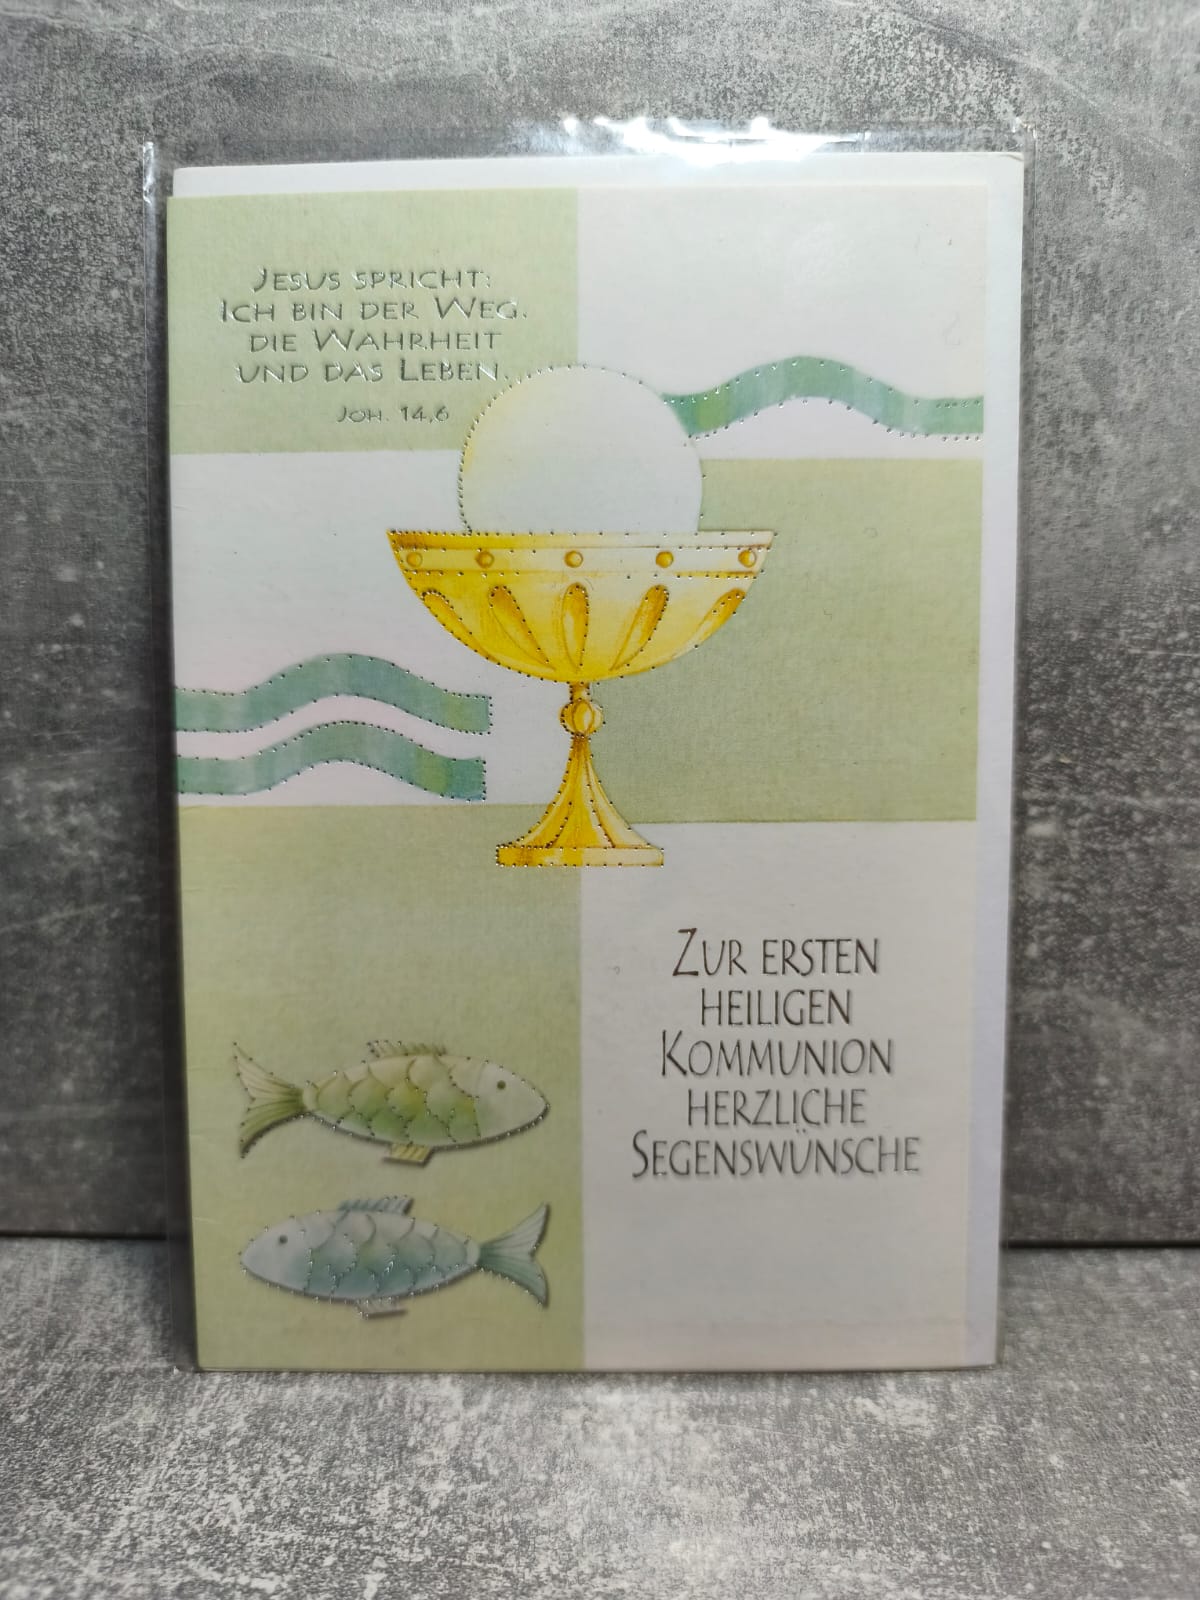 Jesus spricht:
Ich bin der Weg,
die Wahrheit
und das Leben.
Joh. 14,6
Zur ersten
heiligen
Kommunion
herzliche
Segenswünsche